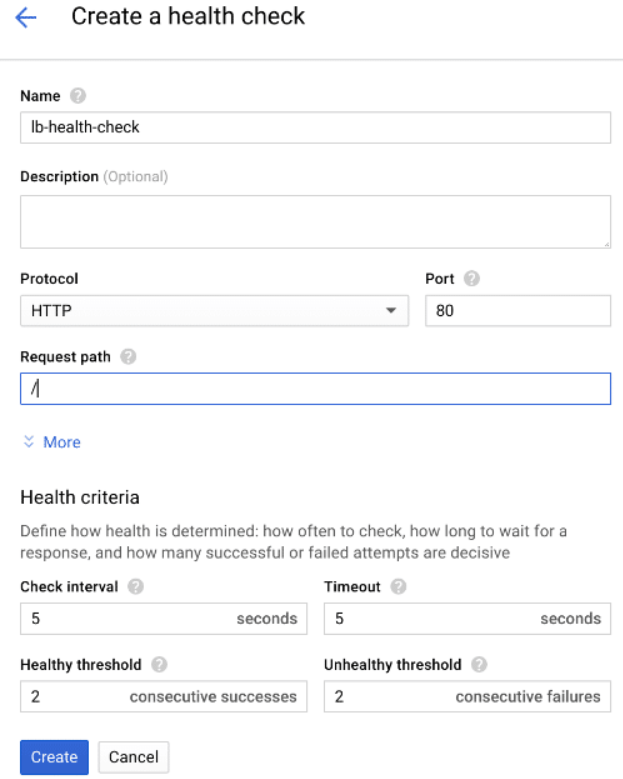 Create a health check
Name ?
lb-health-check
Description (Optional)
Protocol Port ?
HTTP 80
Request path ?
/
More
Health criteria
Define how health is determined: how often to check, how long to wait for a
response, and how many successful or failed attempts are decisive
Check interval ? Timeout ?
5 seconds 5 seconds
Healthy threshold ? Unhealthy threshold ?
2 consecutive successes 2 consecutive failures
Create Cancel